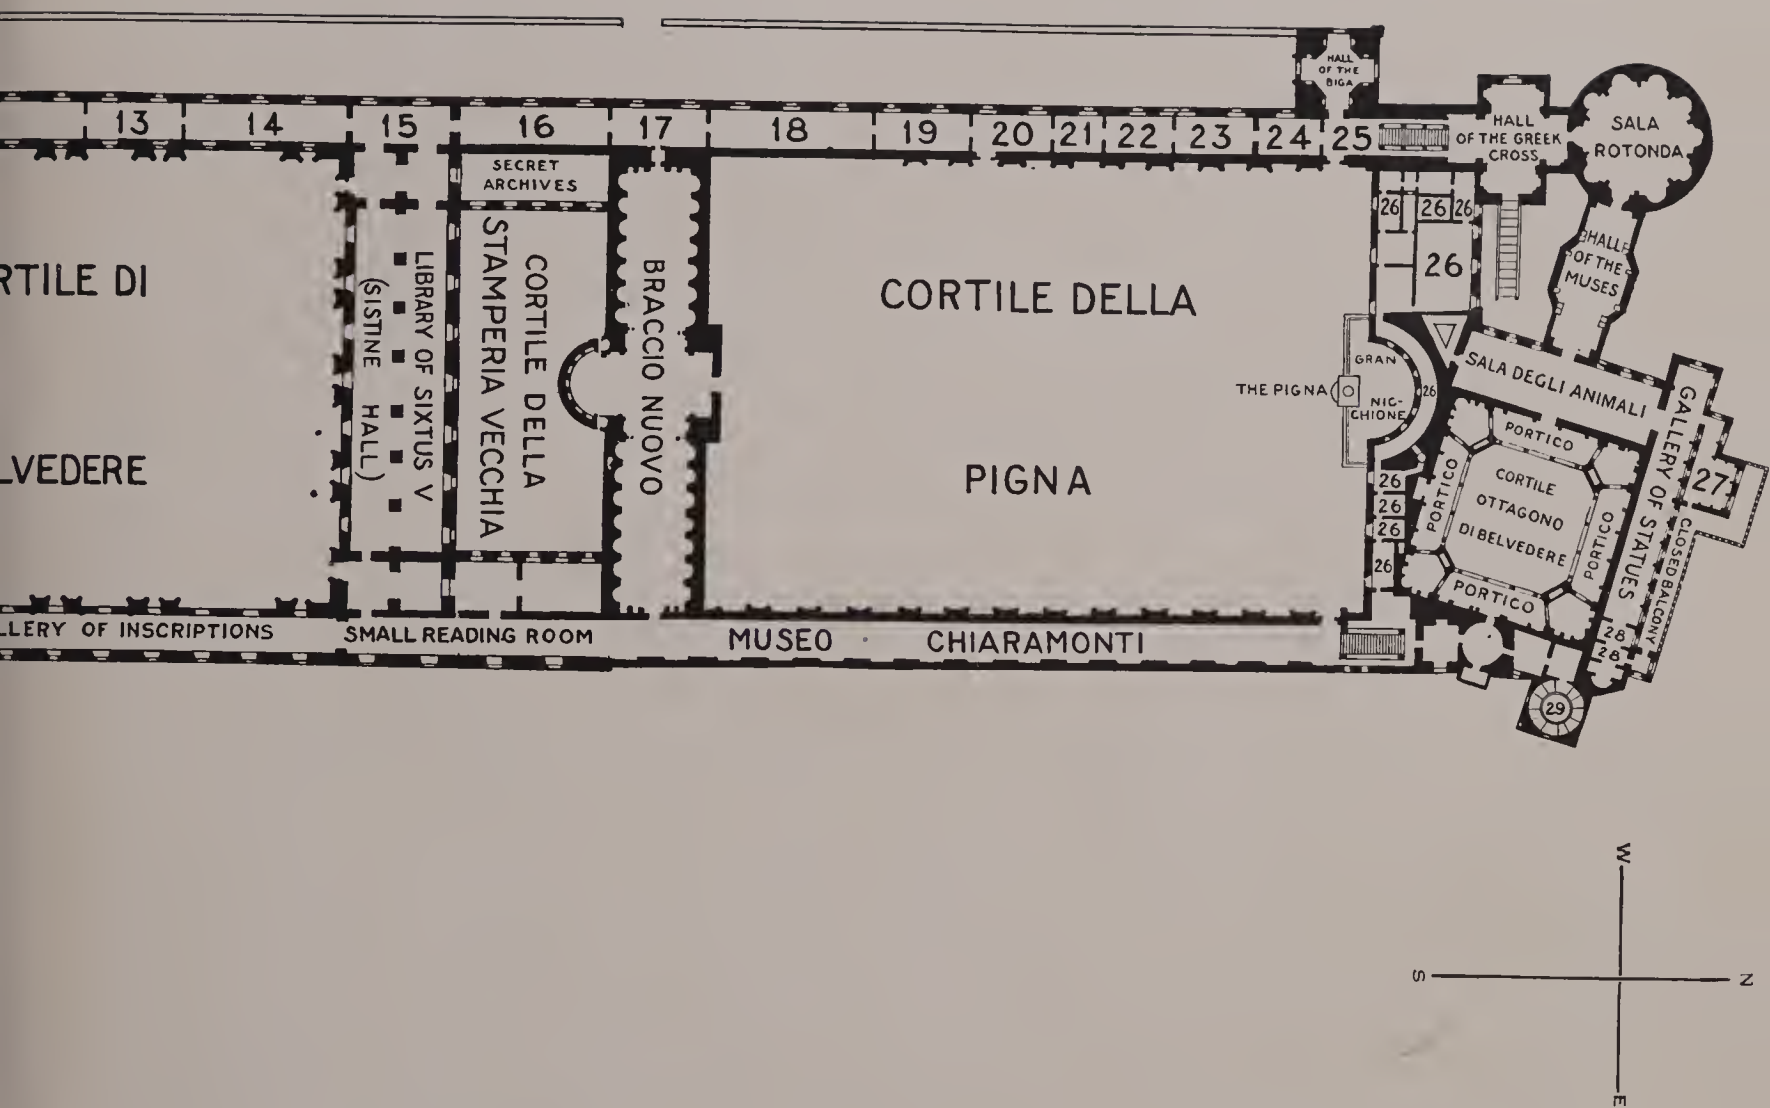 HALL
OF THE
BIGA
13
14
15
16
17
18
19
20
21
22
23
24
25
HALL
OF THE GREEK
CROSS
SALA
ROTONDA
SECRET
ARCHIVES
26
26
26
26
HALL
OF THE
MUSES
RTILE DI
LVEDERE
LIBRARY OF SIXTUS V
(SISTINE HALL)
CORTILE DELLA
STAMPERIA VECCHIA
BRACCIO NUOVO
CORTILE DELLA
PIGNA
THE PIGNA
GRAN
NIC-
CHIONE
26
SALA DEGLI ANIMALI
GALLERY OF STATUES
27
CLOSED BALCONY
PORTICO
PORTICO
PORTICO
PORTICO
CORTILE
OTTAGONO
DI BELVEDERE
26
26
26
26
28
28
29
LLERY OF INSCRIPTIONS
SMALL READING ROOM
MUSEO CHIARAMONTI
W
S
N
E